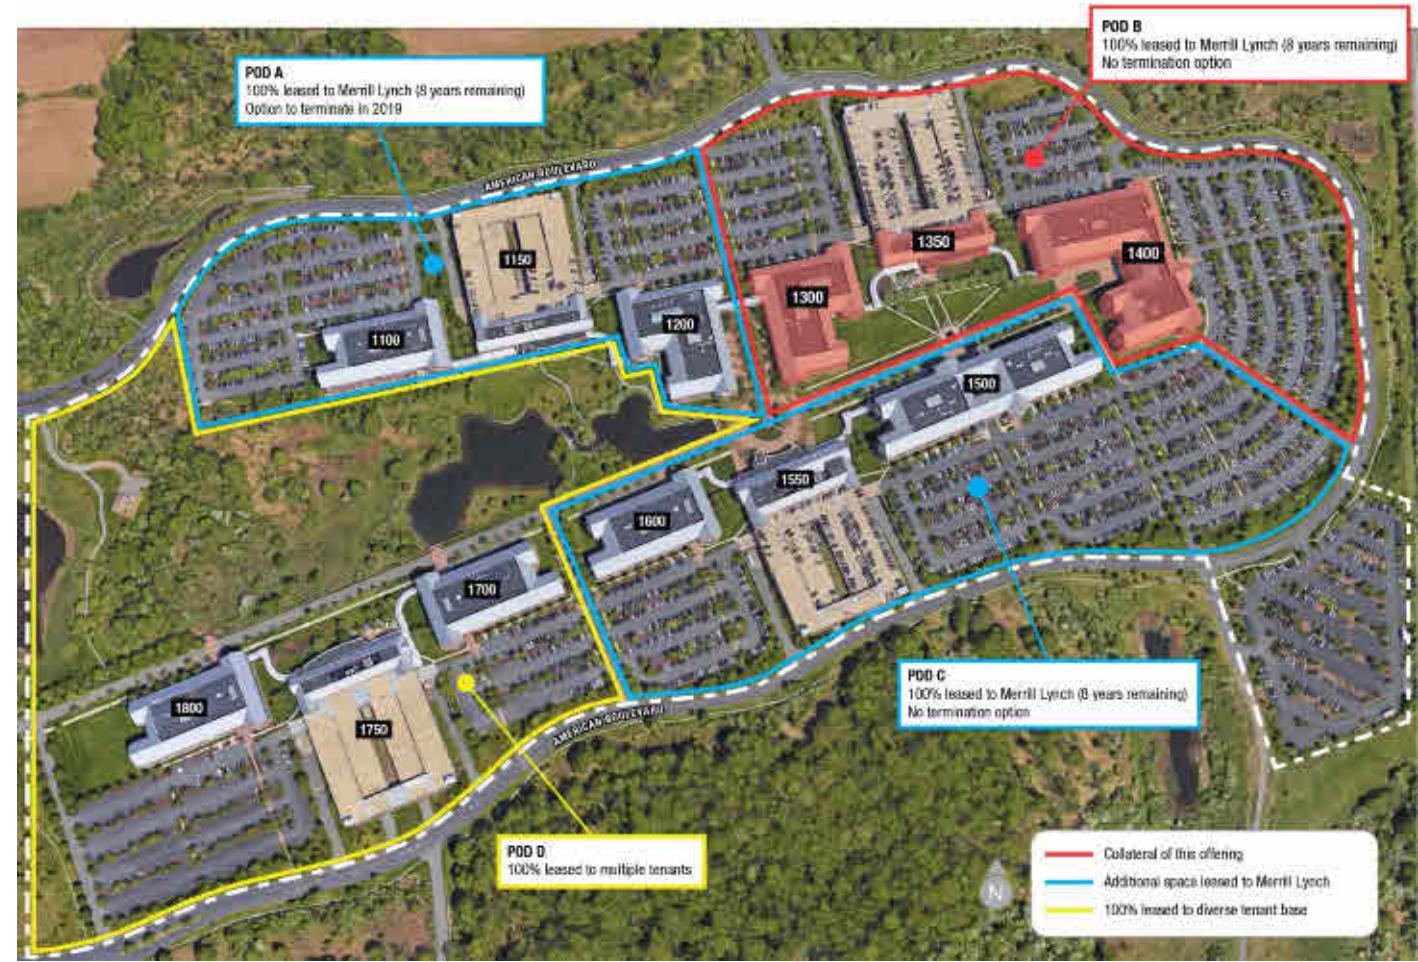 POD B
100% leased to Merrill Lynch (8 years remaining)
No termination option
POD A
100% leased to Merrill Lynch (8 years remaining)
Option to terminate in 2019
AMERICAN BOULEVARD
1350
1400
1150
1300
1200
1100
1500
1550
1600
1700
1800
1750
POD C
100% leased to Merrill Lynch (8 years remaining)
No termination option
AMERICAN BOULEVARD
POD D
100% leased to multiple tenants
Collateral of this offering
Additional space leased to Merrill Lynch
100% leased to diverse tenant base
N